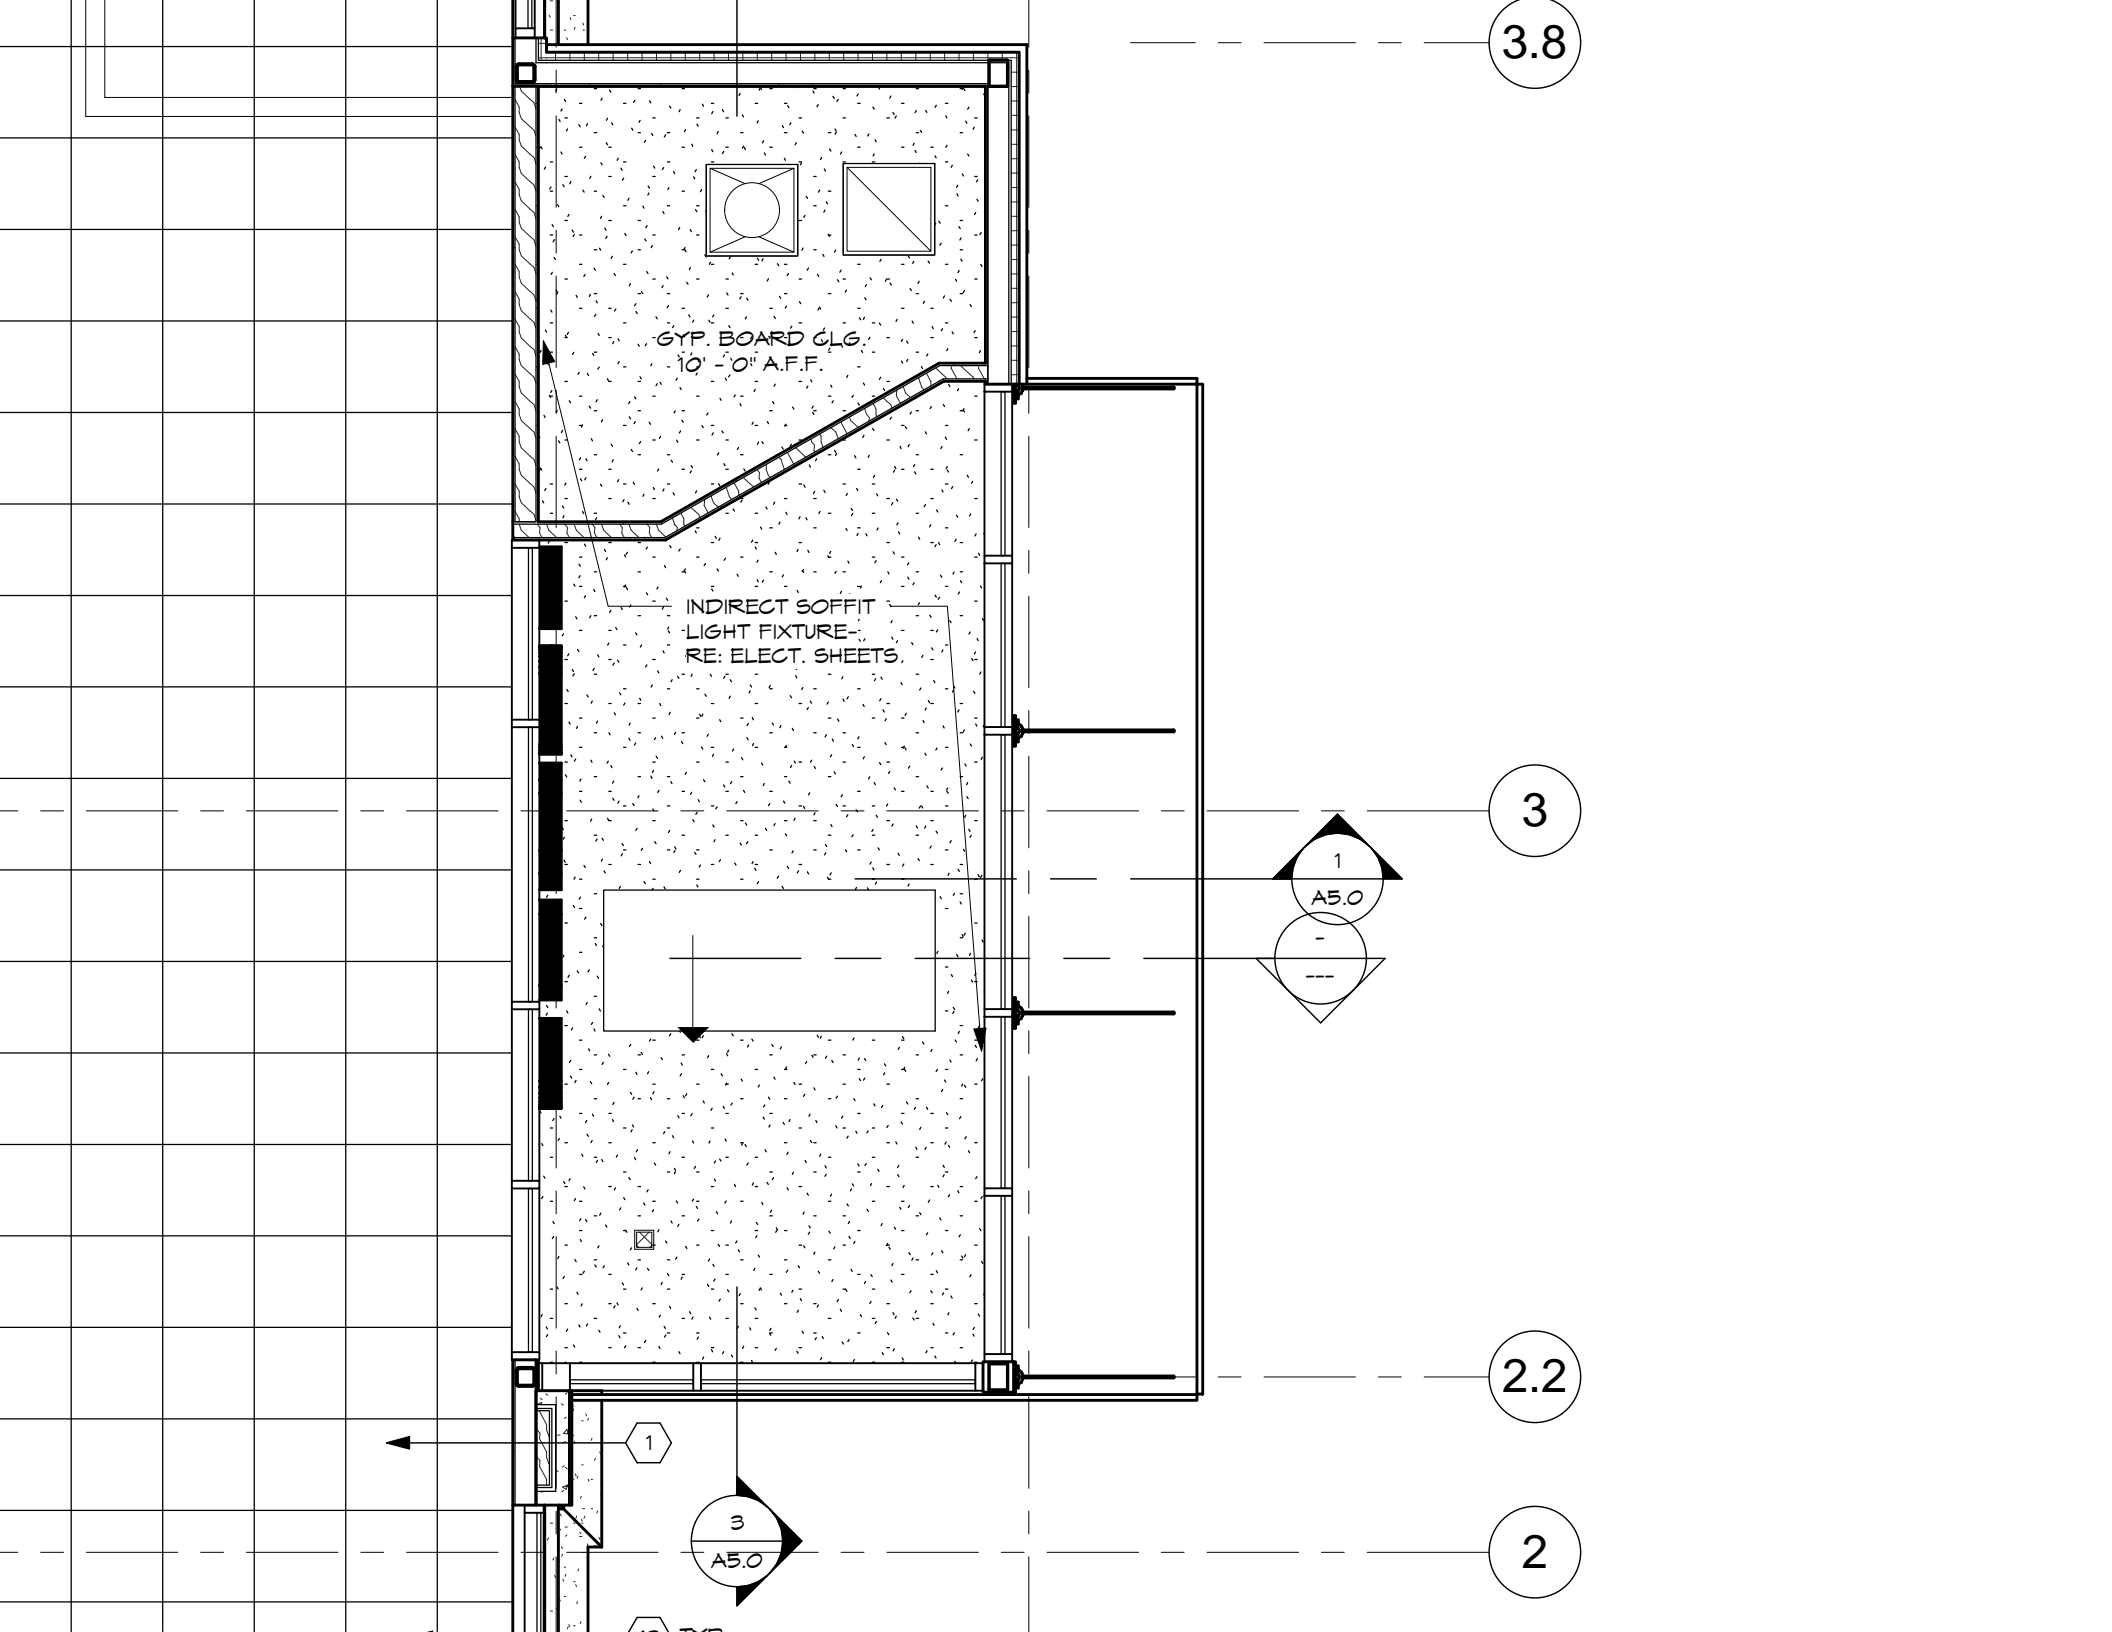 3.8
GYP. BOARD CLG.
10' - 0" A.F.F.
INDIRECT SOFFIT
LIGHT FIXTURE-
RE: ELECT. SHEETS.
3
1
A5.0
-
---
2.2
1
3
A5.0
2